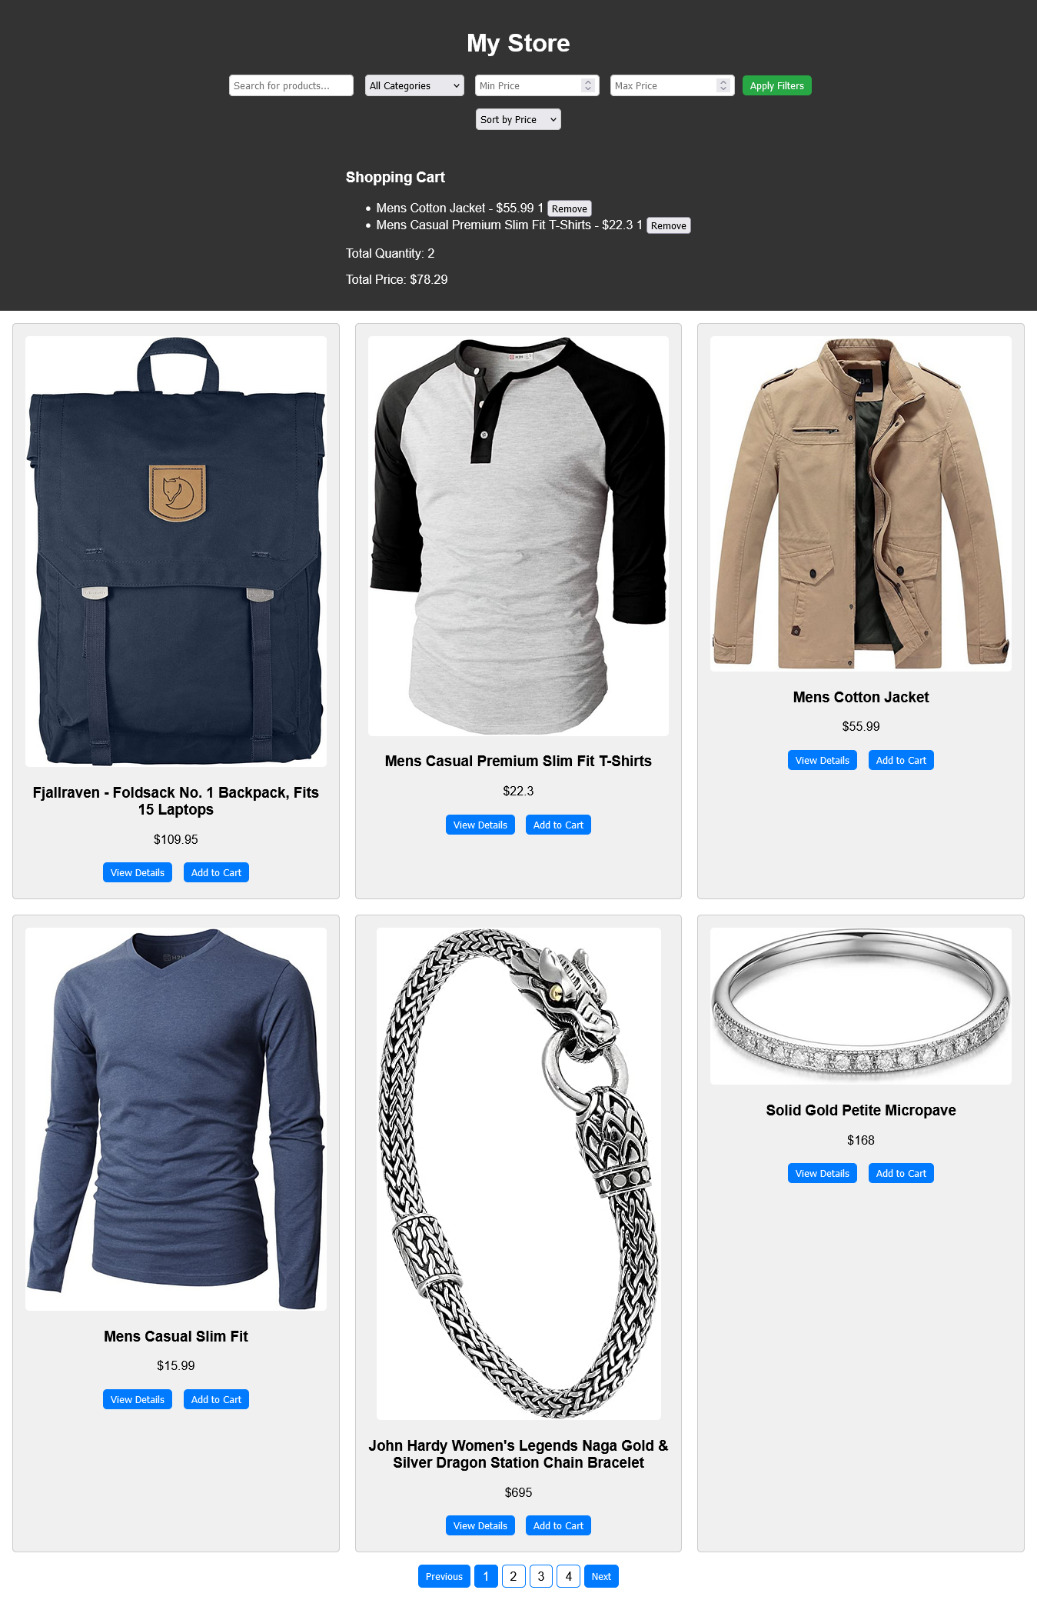 My Store
Search for products...
All Categories
Min Price
Max Price
Apply Filters
Sort by Price
Shopping Cart
Mens Cotton Jacket - $55.99 1 Remove
Mens Casual Premium Slim Fit T-Shirts - $22.3 1 Remove
Total Quantity: 2
Total Price: $78.29
Fjallraven - Foldsack No. 1 Backpack, Fits
15 Laptops
$109.95
View Details Add to Cart
Mens Casual Premium Slim Fit T-Shirts
$22.3
View Details Add to Cart
Mens Cotton Jacket
$55.99
View Details Add to Cart
Mens Casual Slim Fit
$15.99
View Details Add to Cart
John Hardy Women's Legends Naga Gold &
Silver Dragon Station Chain Bracelet
$695
View Details Add to Cart
Solid Gold Petite Micropave
$168
View Details Add to Cart
Previous 1 2 3 4 Next